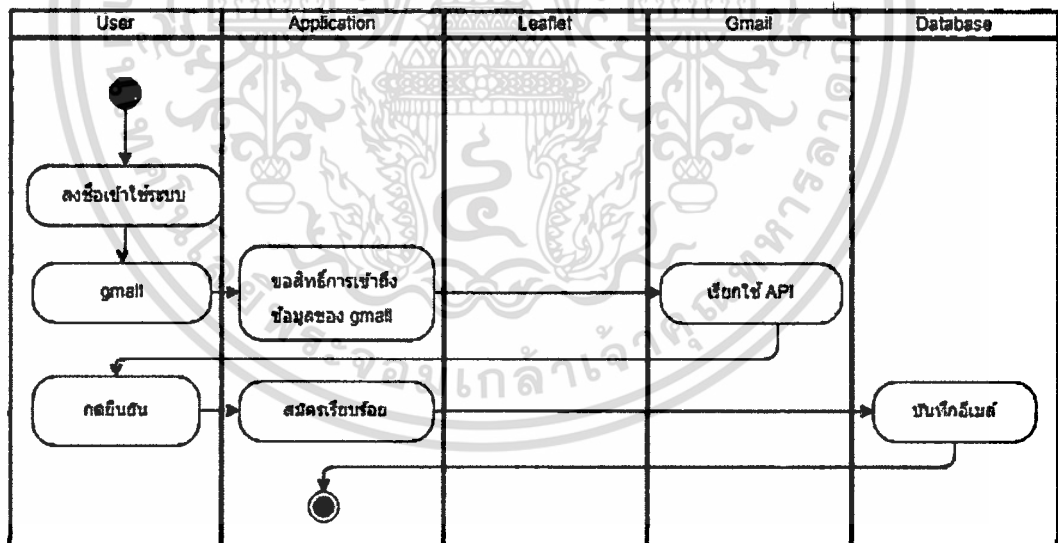 User Application Leaflet Gmail Database
ลงชื่อเข้าใช้ระบบ
gmail
ขอสิทธิ์การเข้าถึง
ข้อมูลของ gmail
เรียกใช้ API
กดยืนยัน
สมัครเรียบร้อย
บันทึกอีเมล์